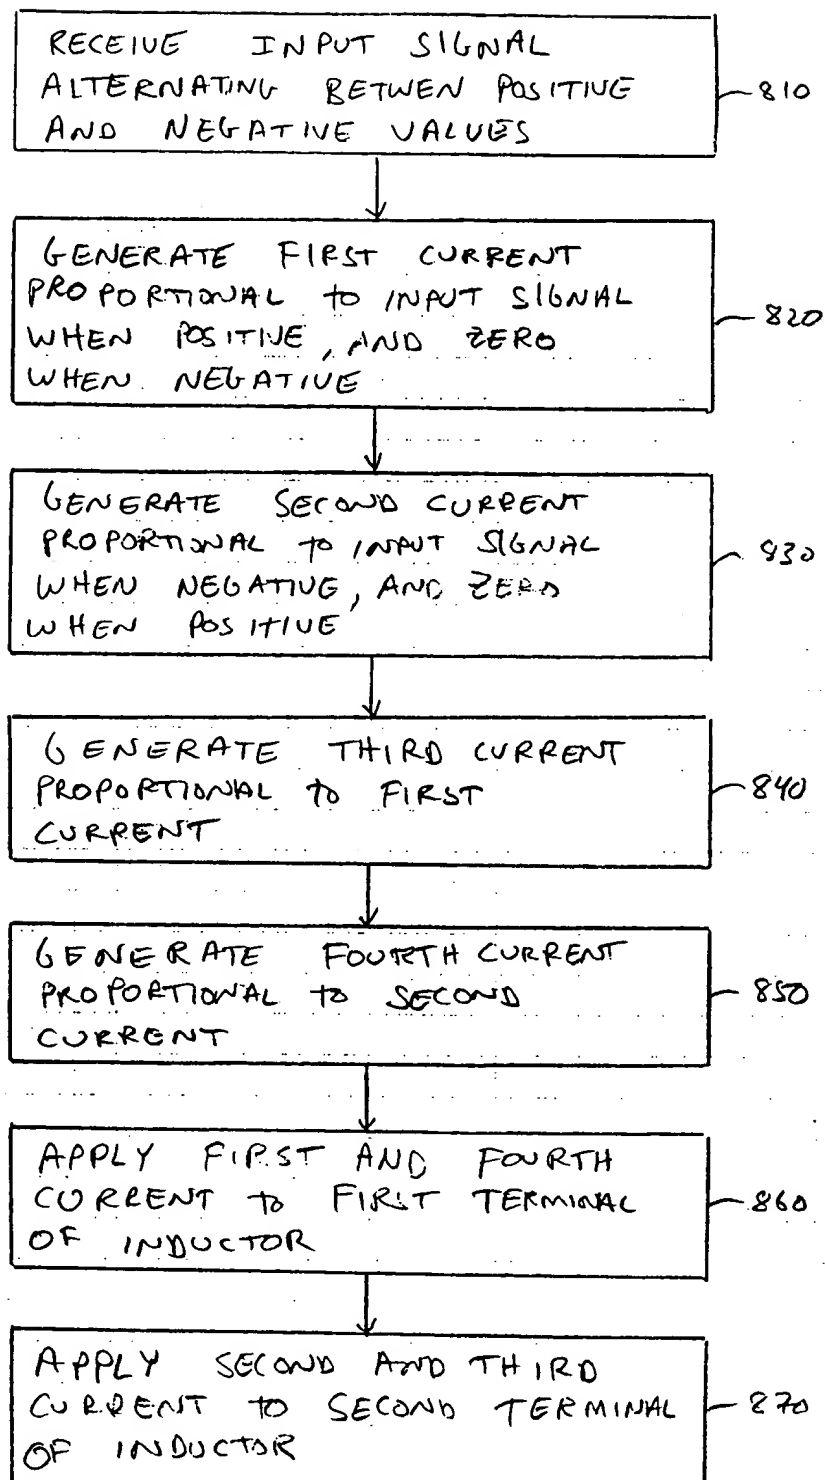 RECEIVE INPUT SIGNAL
ALTERNATING BETWEN POSITIVE
AND NEGATIVE VALUES
810
GENERATE FIRST CURRENT
PROPORTIONAL to INPUT SIGNAL
WHEN POSITIVE, AND ZERO
WHEN NEGATIVE
820
GENERATE SECOND CURRENT
PROPORTIONAL to INPUT SIGNAL
WHEN NEGATIVE, AND ZERO
WHEN POSITIVE
830
GENERATE THIRD CURRENT
PROPORTIONAL to FIRST
CURRENT
840
GENERATE FOURTH CURRENT
PROPORTIONAL to SECOND
CURRENT
850
APPLY FIRST AND FOURTH
CURRENT to FIRST TERMINAL
OF INDUCTOR
860
APPLY SECOND AND THIRD
CURRENT to SECOND TERMINAL
OF INDUCTOR
870